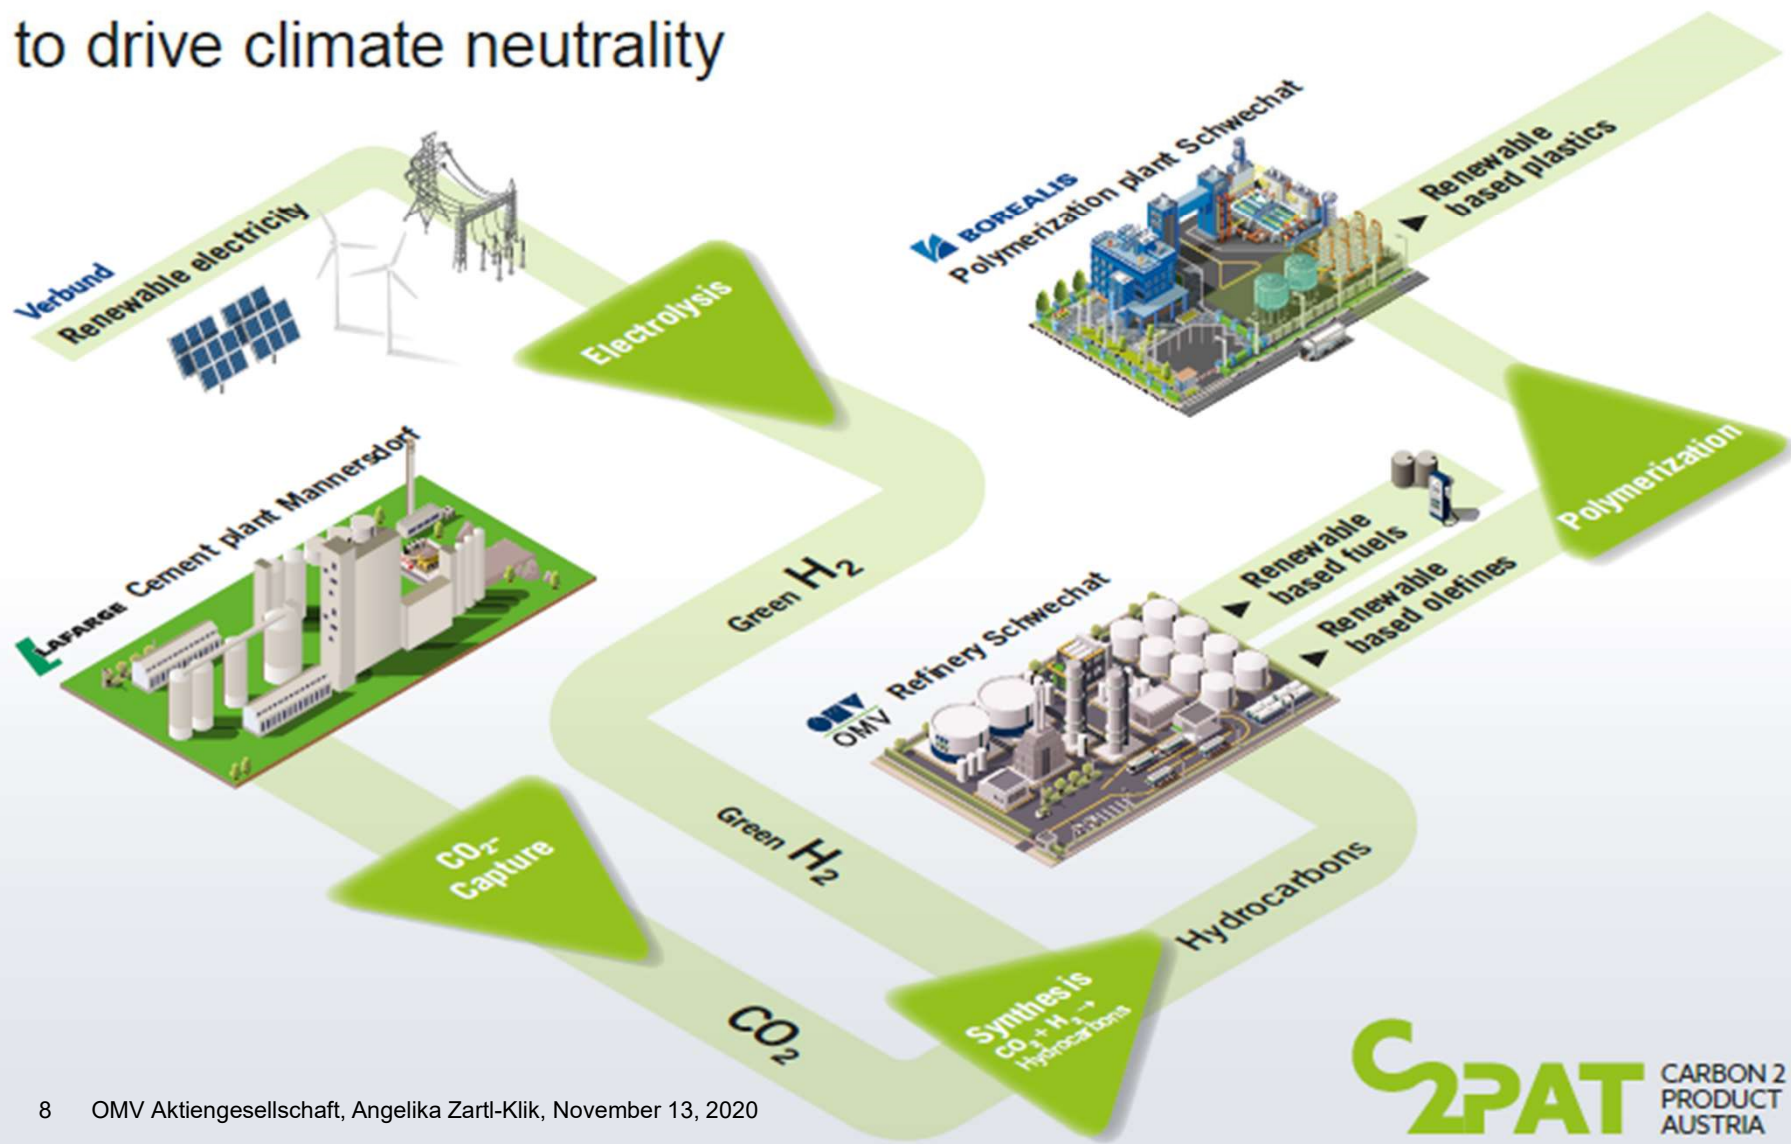 to drive climate neutrality
Verbund
Renewable electricity
Electrolysis
BOREALIS
Polymerization plant Schwechat
Renewable
based plastics
Polymerization
LAFARGE Cement plant Mannersdorf
Green H2
Renewable
based fuels
Renewable
based olefines
OMV
OMV
Refinery Schwechat
CO2-
Capture
Green H2
Hydrocarbons
CO2
Synthesis
CO2 + H2 →
Hydrocarbons
C2PAT
CARBON 2
PRODUCT
AUSTRIA
8 OMV Aktiengesellschaft, Angelika Zartl-Klik, November 13, 2020